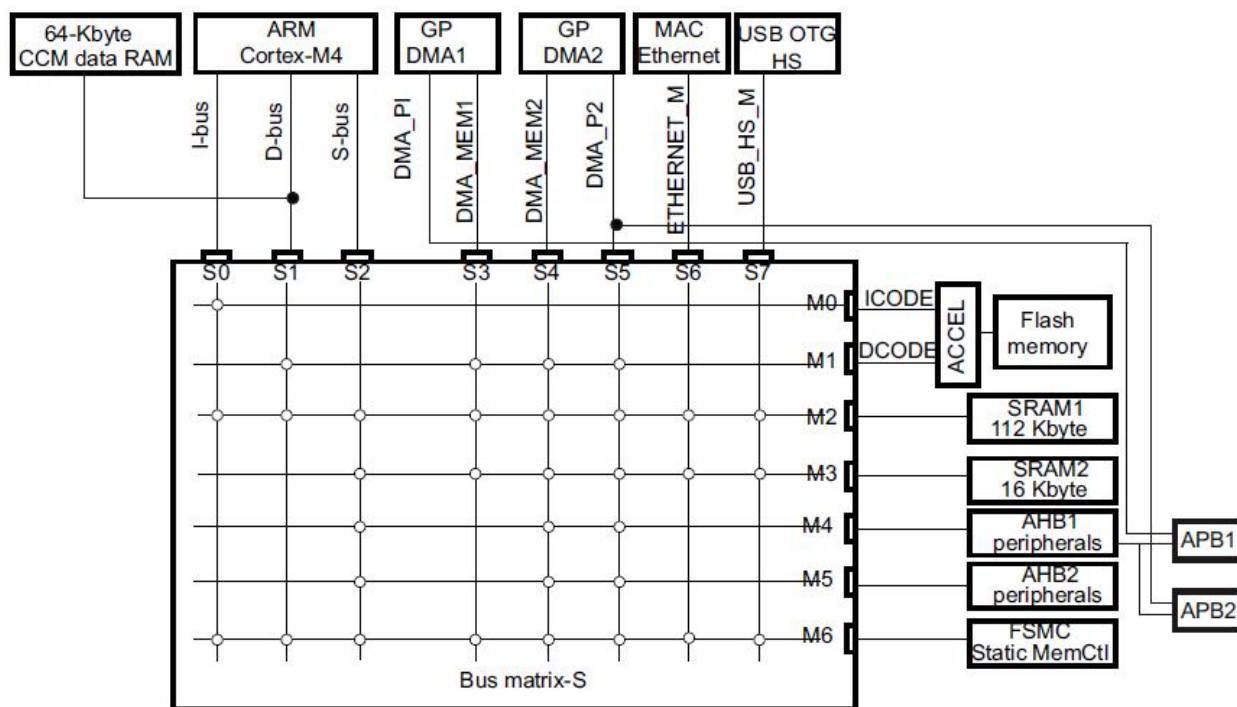 64-Kbyte
CCM data RAM
ARM
Cortex-M4
GP
DMA1
GP
DMA2
MAC
Ethernet
USB OTG
HS
I-bus
D-bus
S-bus
DMA_PI
DMA_MEM1
DMA_MEM2
DMA_P2
ETHERNET_M
USB_HS_M
S0
S1
S2
S3
S4
S5
S6
S7
M0
ICODE
M1
DCODE
ACCEL
Flash
memory
M2
SRAM1
112 Kbyte
M3
SRAM2
16 Kbyte
M4
AHB1
peripherals
APB1
M5
AHB2
peripherals
APB2
M6
FSMC
Static MemCtl
Bus matrix-S